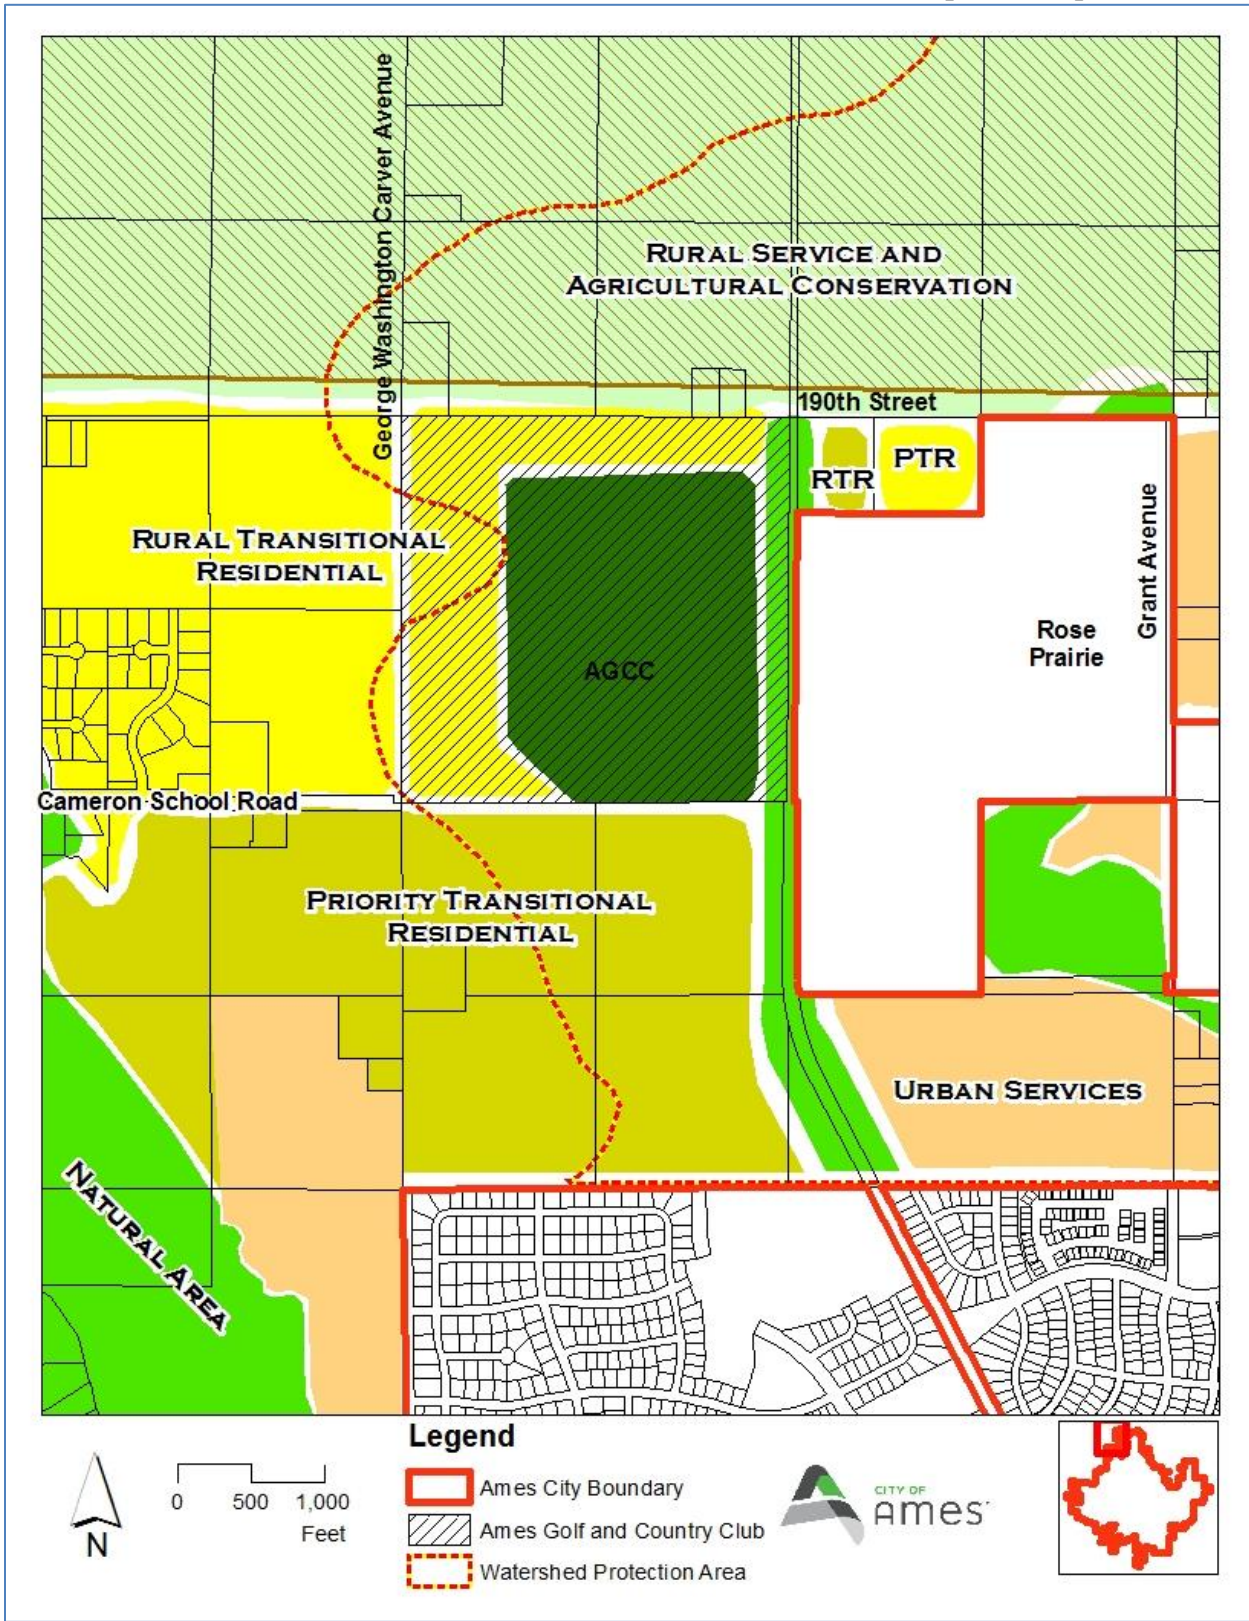 George Washington Carver Avenue
RURAL SERVICE AND
AGRICULTURAL CONSERVATION
190th Street
RTR
PTR
RURAL TRANSITIONAL
RESIDENTIAL
Grant Avenue
Rose
Prairie
AGCC
Cameron School Road
PRIORITY TRANSITIONAL
RESIDENTIAL
URBAN SERVICES
NATURAL AREA
Legend
Ames City Boundary
Ames Golf and Country Club
Watershed Protection Area
0 500 1,000
Feet
N
CITY OF
AMES